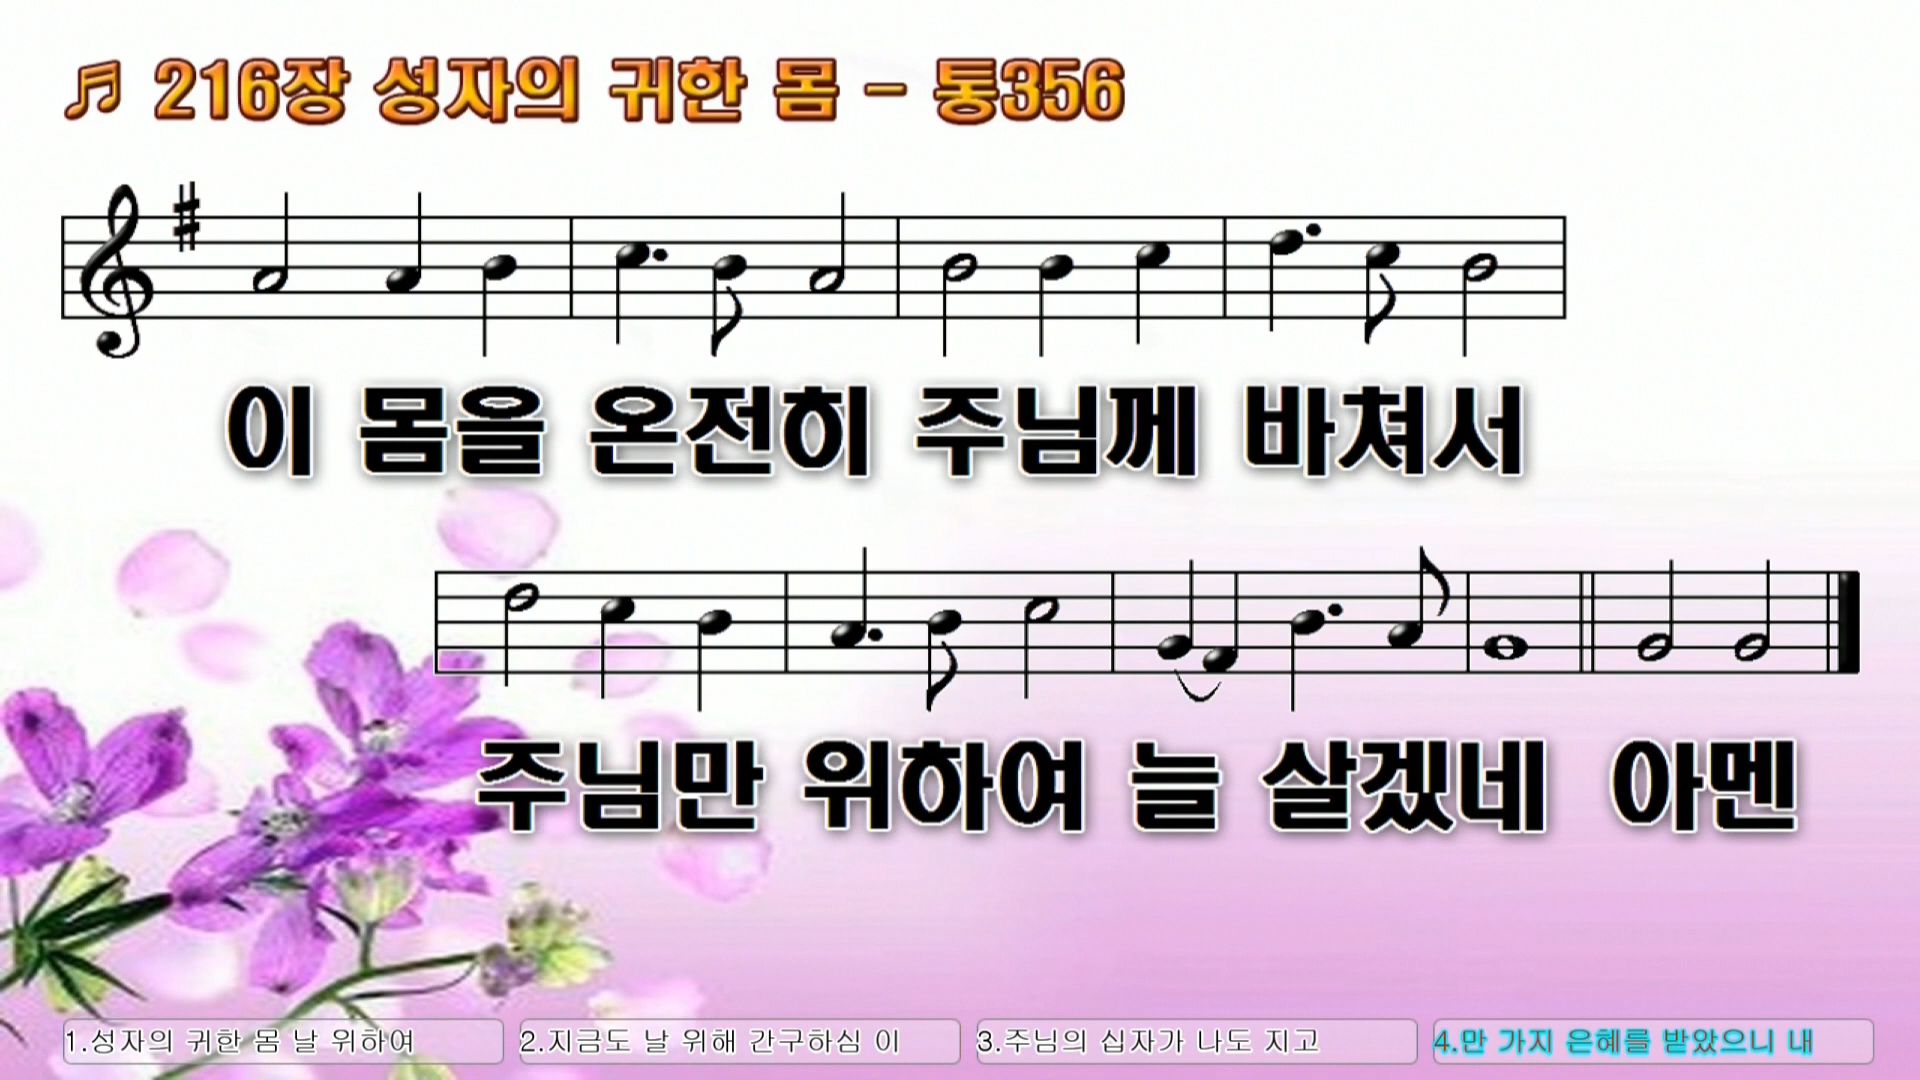 ♬ 216장 성자의 귀한 몸 - 통356
이 몸을 온전히 주님께 바쳐서
주님만 위하여 늘 살겠네 아멘
1.성자의 귀한 몸 날 위하여
2.지금도 날 위해 간구하심 이
3.주님의 십자가 나도 지고
4.만 가지 은혜를 받았으니 내